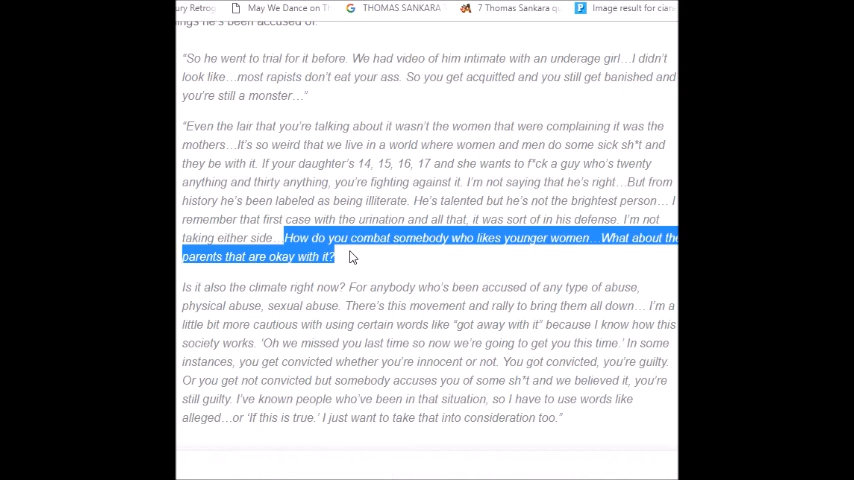 ury Retrog May We Dance on T THOMAS SANKARA 7 Thomas Sankara qu Image result for ciar
ings he's been accused of.
“So he went to trial for it before. We had video of him intimate with an underage girl…I didn't
look like…most rapists don't eat your ass. So you get acquitted and you still get banished and
you're still a monster…”
“Even the lair that you're talking about it wasn't the women that were complaining it was the
mothers…It's so weird that we live in a world where women and men do some sick sh*t and
they be with it. If your daughter's 14, 15, 16, 17 and she wants to f*ck a guy who's twenty
anything and thirty anything, you're fighting against it. I'm not saying that he's right…But from
history he's been labeled as being illiterate. He's talented but he's not the brightest person… I
remember that first case with the urination and all that, it was sort of in his defense. I'm not
taking either side…How do you combat somebody who likes younger women…What about the
parents that are okay with it?
Is it also the climate right now? For anybody who's been accused of any type of abuse,
physical abuse, sexual abuse. There's this movement and rally to bring them all down… I'm a
little bit more cautious with using certain words like “got away with it” because I know how this
society works. ‘Oh we missed you last time so now we're going to get you this time.’ In some
instances, you get convicted whether you're innocent or not. You got convicted, you're guilty.
Or you get not convicted but somebody accuses you of some sh*t and we believed it, you're
still guilty. I've known people who've been in that situation, so I have to use words like
alleged…or ‘If this is true.’ I just want to take that into consideration too.”